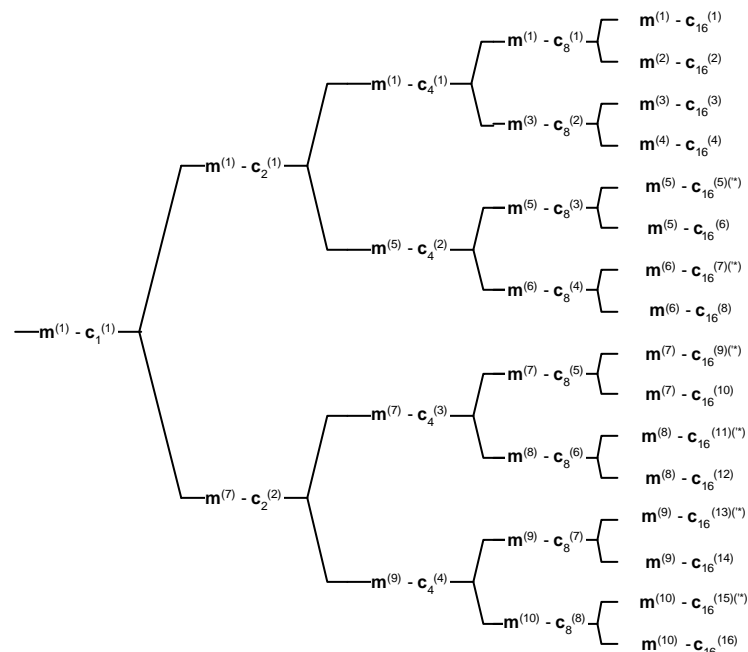 m(1) - c16(1)
m(1) - c8(1)
m(2) - c16(2)
m(1) - c4(1)
m(3) - c16(3)
m(3) - c8(2)
m(4) - c16(4)
m(1) - c2(1)
m(5) - c16(5)('*)
m(5) - c8(3)
m(5) - c16(6)
m(5) - c4(2)
m(6) - c16(7)('*)
m(6) - c8(4)
m(6) - c16(8)
m(1) - c1(1)
m(7) - c16(9)('*)
m(7) - c8(5)
m(7) - c16(10)
m(7) - c4(3)
m(8) - c16(11)('*)
m(8) - c8(6)
m(8) - c16(12)
m(7) - c2(2)
m(9) - c16(13)('*)
m(9) - c8(7)
m(9) - c16(14)
m(9) - c4(4)
m(10) - c16(15)('*)
m(10) - c8(8)
m(10) - c16(16)